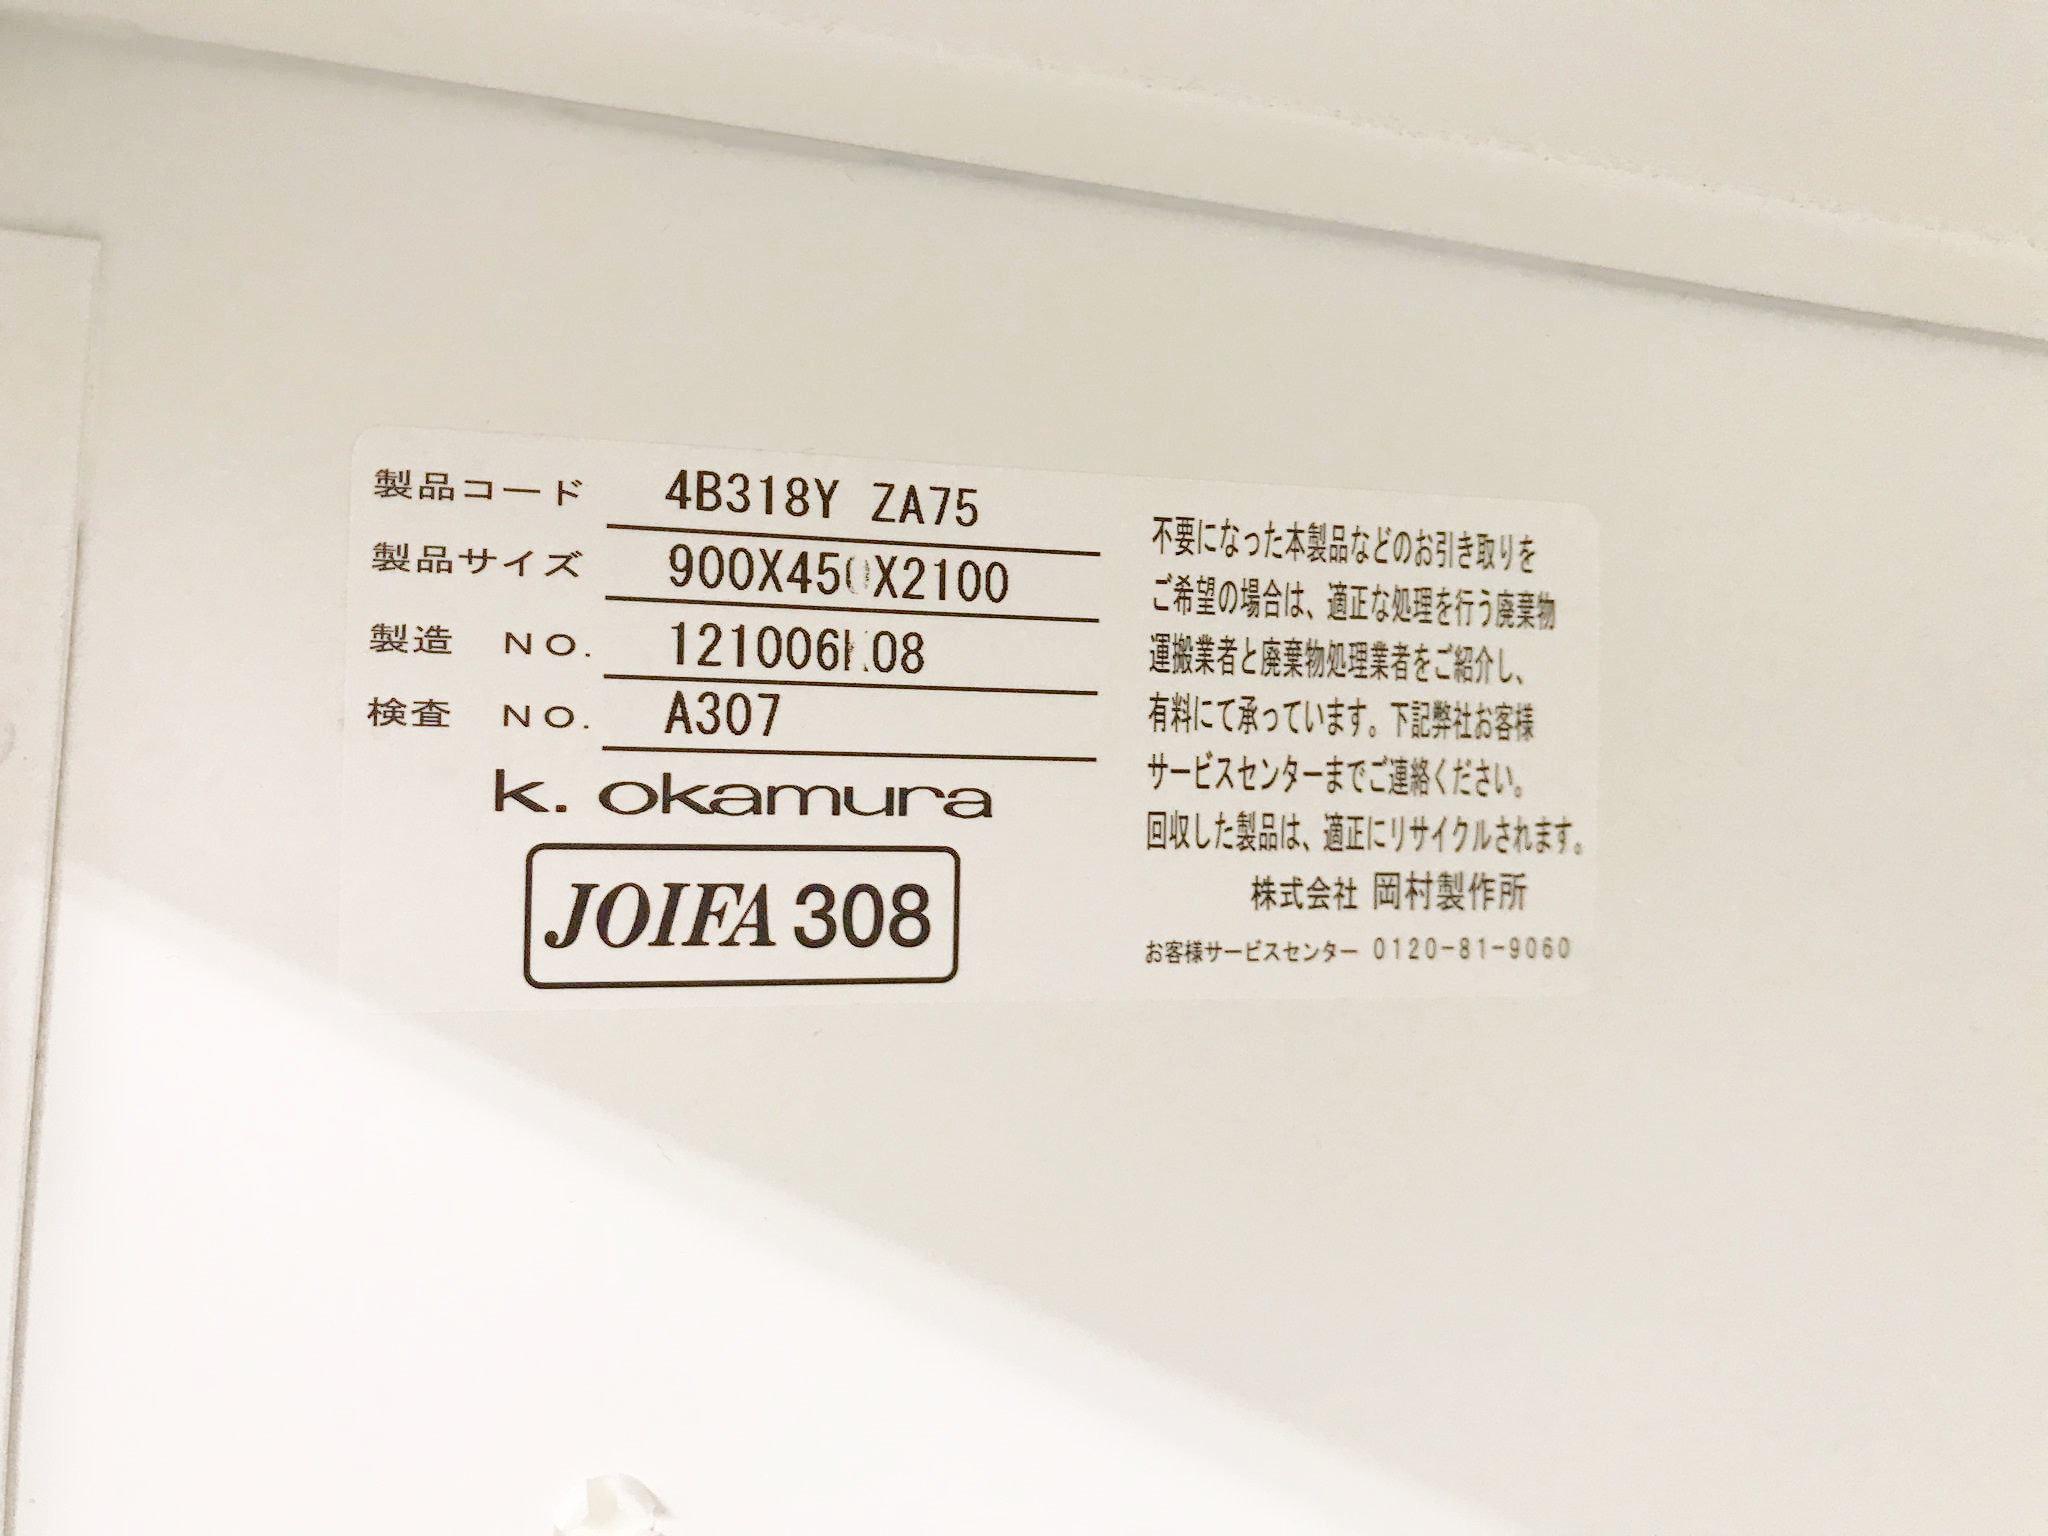 製品コード 4B318Y ZA75
製品サイズ 900X450X2100
製造 NO.
検査 NO. A307
k. okamura
JOIFA 308
不要になった本製品などのお引き取りを
ご希望の場合は、適正な処理を行う廃棄物
運搬業者と廃棄物処理業者をご紹介し、
有料にて承っています。下記弊社お客様
サービスセンターまでご連絡ください。
回収した製品は、適正にリサイクルされます。
株式会社 岡村製作所
お客様サービスセンター 0120-81-9060